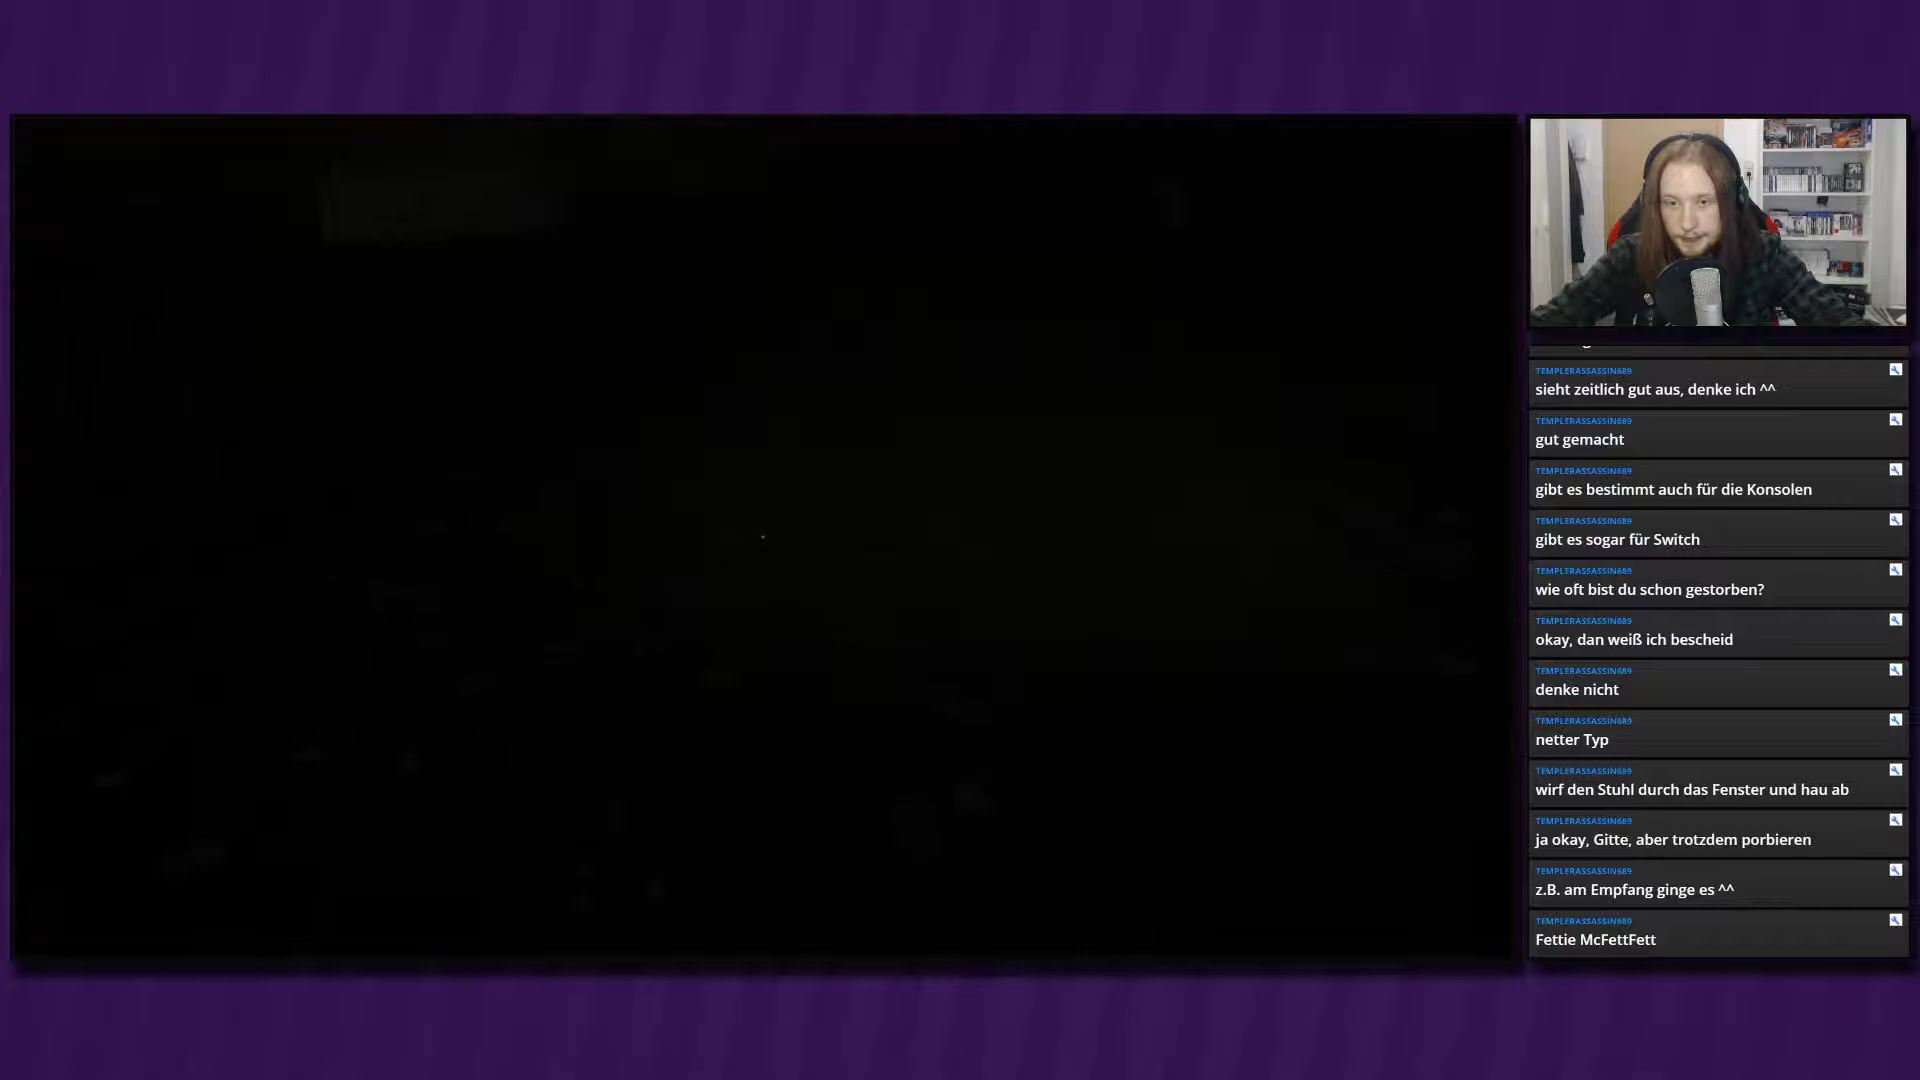 TEMPLERASSASSIN689
sieht zeitlich gut aus, denke ich ^^
TEMPLERASSASSIN689
gut gemacht
TEMPLERASSASSIN689
gibt es bestimmt auch für die Konsolen
TEMPLERASSASSIN689
gibt es sogar für Switch
TEMPLERASSASSIN689
wie oft bist du schon gestorben?
TEMPLERASSASSIN689
okay, dan weiß ich bescheid
TEMPLERASSASSIN689
denke nicht
TEMPLERASSASSIN689
netter Typ
TEMPLERASSASSIN689
wirf den Stuhl durch das Fenster und hau ab
TEMPLERASSASSIN689
ja okay, Gitte, aber trotzdem porbieren
TEMPLERASSASSIN689
z.B. am Empfang ginge es ^^
TEMPLERASSASSIN689
Fettie McFettFett